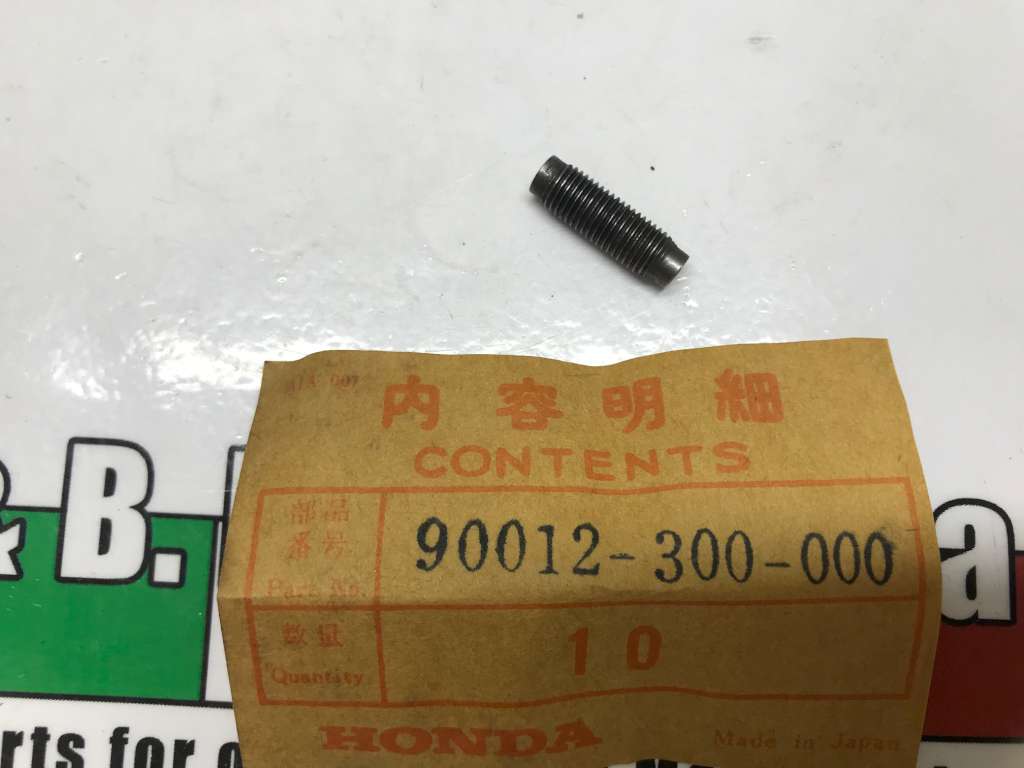 内容明細
CONTENTS
部品
番号
Part No.
90012-300-000
数量
Quantity
10
HONDA
Made in Japan
& B.
a
rts for